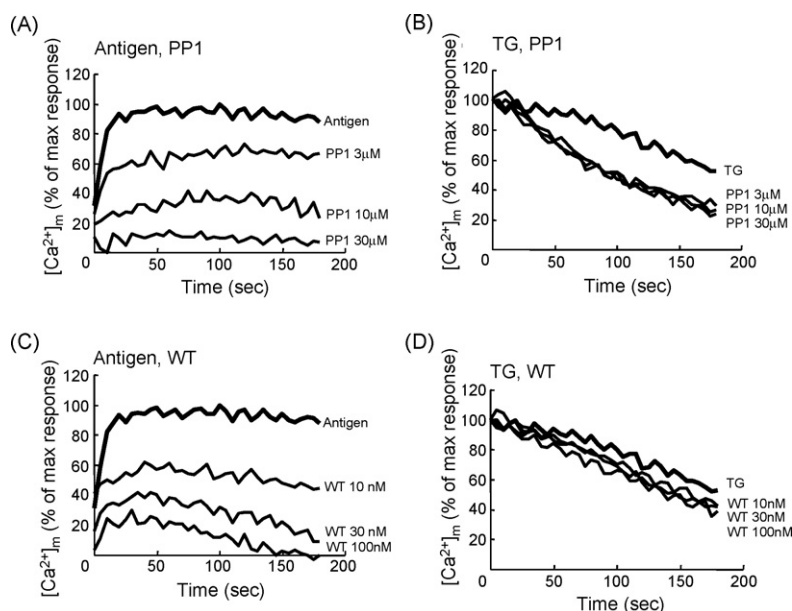 (A)
Antigen, PP1
[Ca2+]m (% of max response)
120
100
80
60
40
20
0
50
100
150
200
Time (sec)
Antigen
PP1 3μM
PP1 10μM
PP1 30μM
(B)
TG, PP1
[Ca2+]m (% of max response)
120
100
80
60
40
20
0
50
100
150
200
Time (sec)
TG
PP1 3μM
PP1 10μM
PP1 30μM
(C)
Antigen, WT
[Ca2+]m (% of max response)
120
100
80
60
40
20
0
50
100
150
200
Time (sec)
Antigen
WT 10 nM
WT 30 nM
WT 100nM
(D)
TG, WT
[Ca2+]m (% of max response)
120
100
80
60
40
20
0
50
100
150
200
Time (sec)
TG
WT 10nM
WT 30nM
WT 100nM